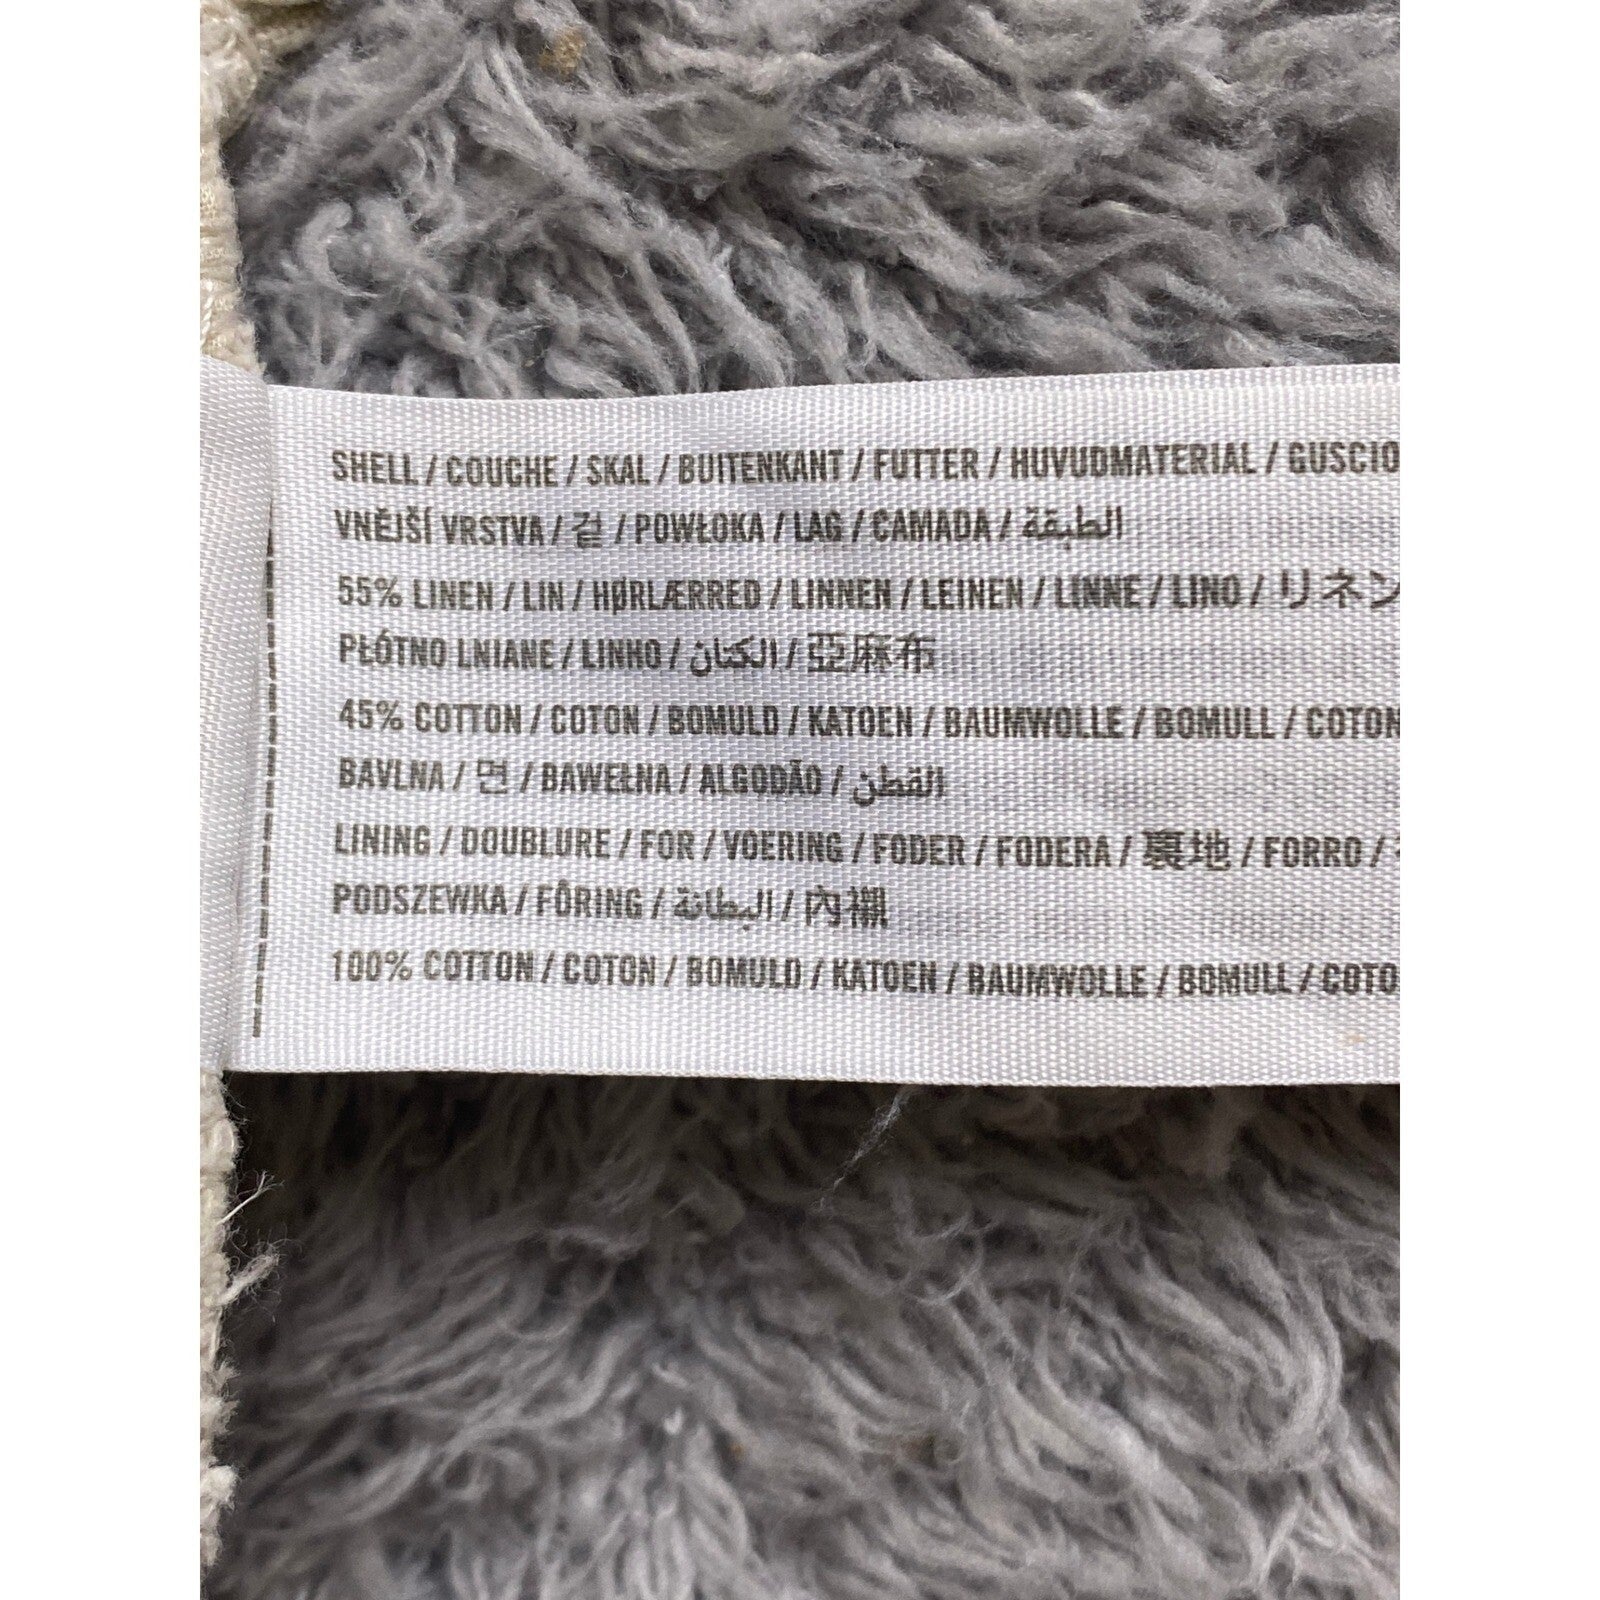 SHELL / COUCHE / SKAL / BUITENKANT / FUTTER / HUVUDMATERIAL / GUSCIO
VNĚJŠÍ VRSTVA / 겉 / POWŁOKA / LAG / CAMADA / الطبقة
55% LINEN / LIN / HØRLÆRRED / LINNEN / LEINEN / LINNE / LINO / リネン
PŁÓTNO LNIANE / LINHO / الكتان / 亞麻布
45% COTTON / COTON / BOMULD / KATOEN / BAUMWOLLE / BOMULL / COTON
BAVLNA / 면 / BAWEŁNA / ALGODÃO / القطن
LINING / DOUBLURE / FOR / VOERING / FODER / FODERA / 裏地 / FORRO /
PODSZEWKA / FÔRING / البطانة / 內襯
100% COTTON / COTON / BOMULD / KATOEN / BAUMWOLLE / BOMULL / COTO